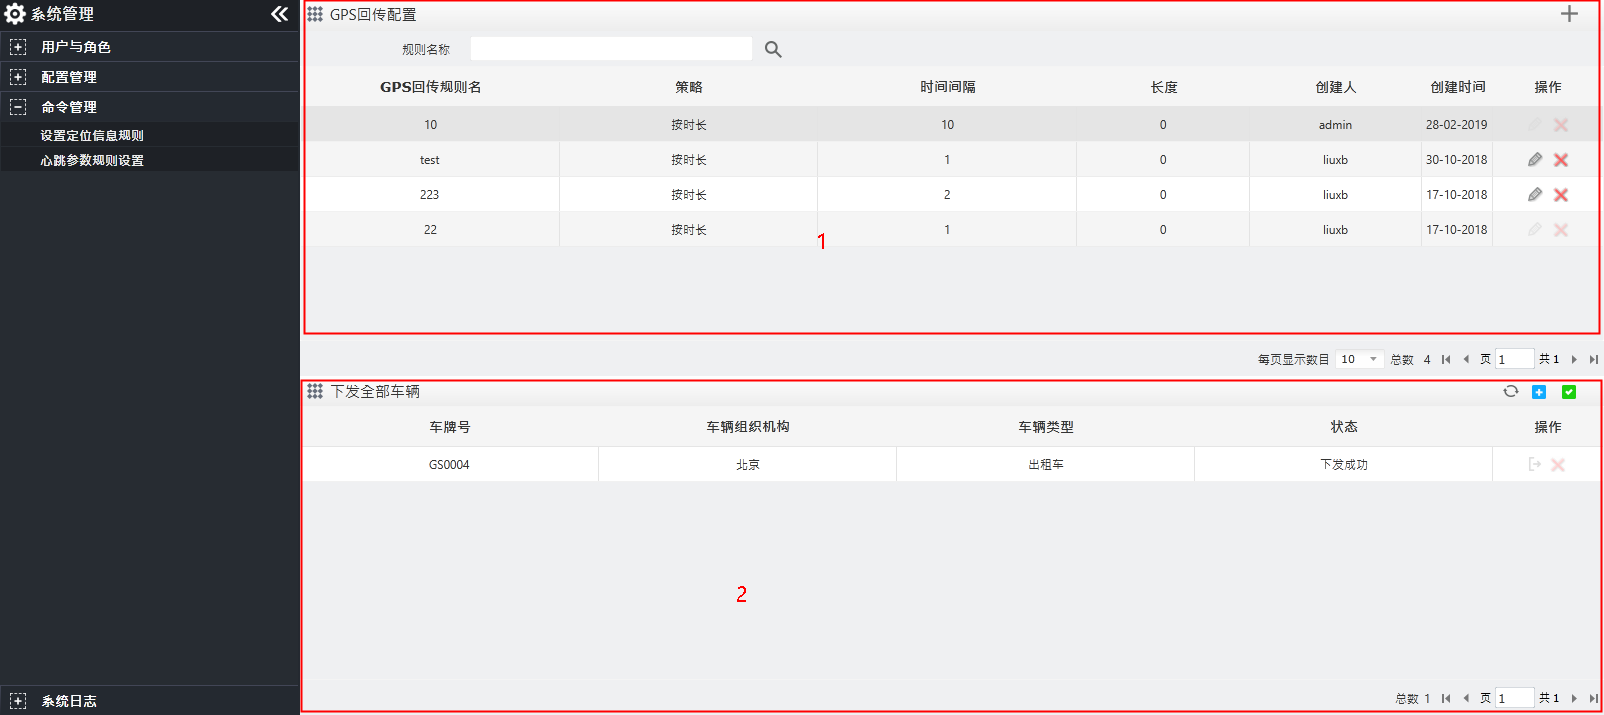 系统管理
用户与角色
配置管理
命令管理
设置定位信息规则
心跳参数规则设置
系统日志
GPS回传配置
规则名称
GPS回传规则名 策略 时间间隔 长度 创建人 创建时间 操作
10 按时长 10 0 admin 28-02-2019
test 按时长 1 0 liuxb 30-10-2018
223 按时长 2 0 liuxb 17-10-2018
22 按时长 1 0 liuxb 17-10-2018
1
每页显示数目 10 总数 4 页 1 共 1
下发全部车辆
车牌号 车辆组织机构 车辆类型 状态 操作
GS0004 北京 出租车 下发成功
2
总数 1 页 1 共 1